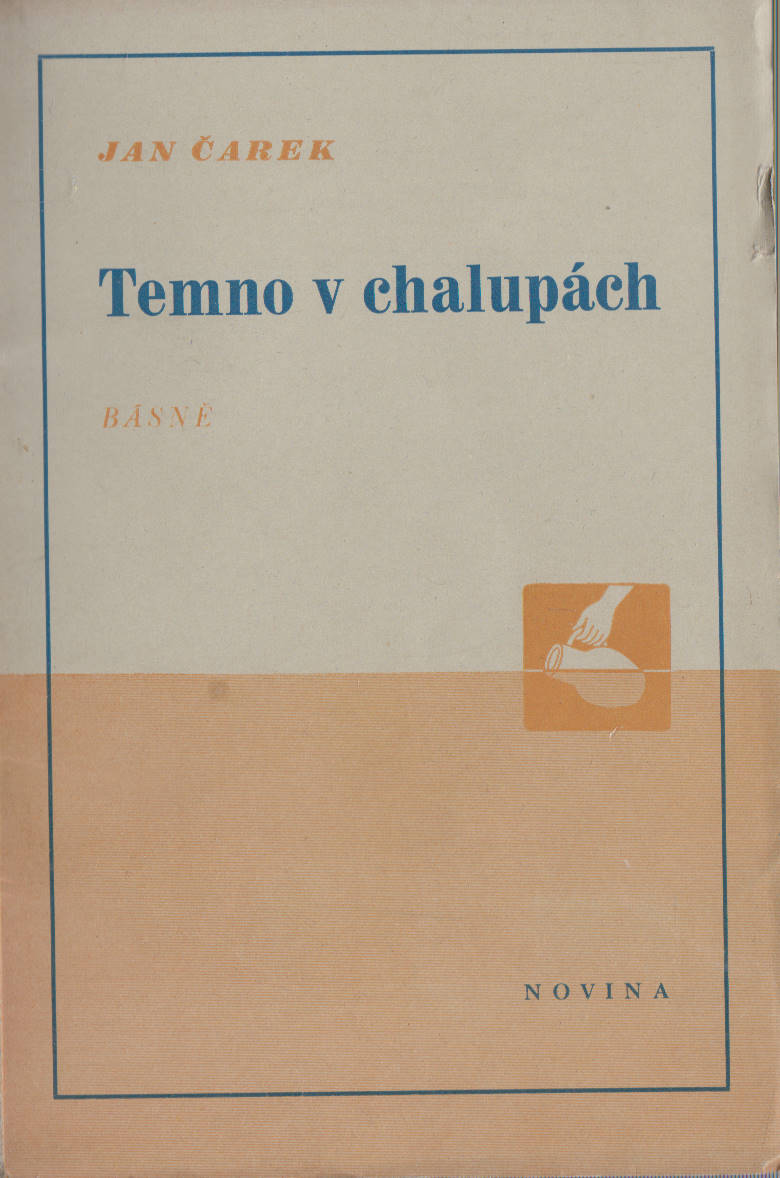 JAN ČAREK
Temno v chalupách
BÁSNĚ
NOVINA